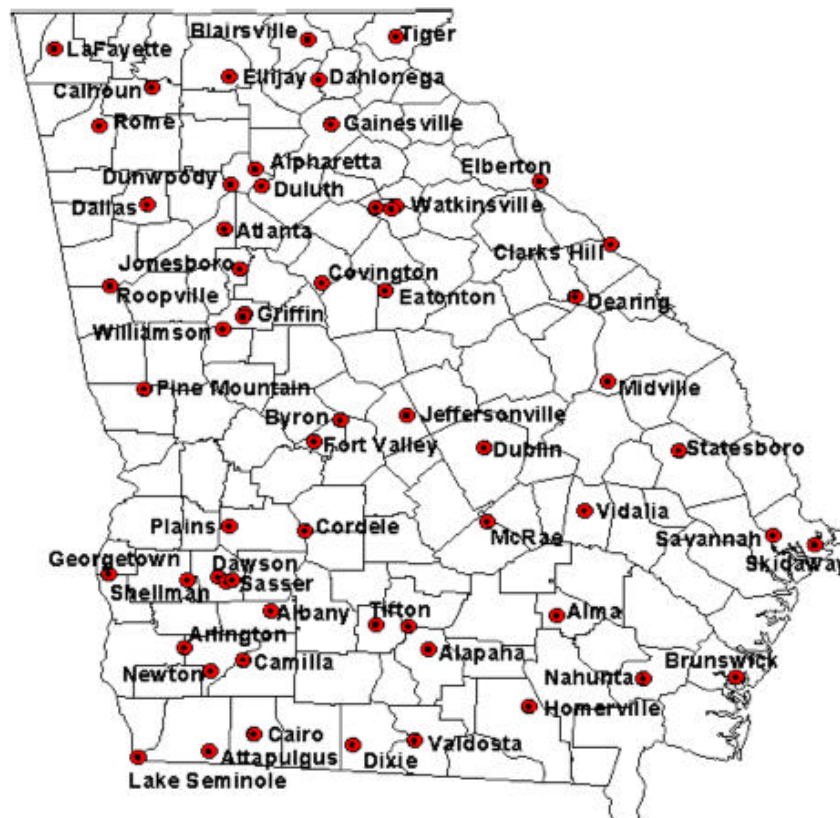 Blairsville
Tiger
LaFayette
Ellijay
Dahlonega
Calhoun
Rome
Gainesville
Alpharetta
Elberton
Dunwoody
Duluth
Dallas
Watkinsville
Atlanta
Clarks Hill
Jonesboro
Covington
Roopville
Eatonton
Dearing
Griffin
Williamson
Pine Mountain
Midville
Byron
Jeffersonville
Fort Valley
Dublin
Statesboro
Plains
Cordele
McRae
Vidalia
Savannah
Skidaway
Georgetown
Dawson
Shellman
Sasser
Albany
Tifton
Alma
Arlington
Camilla
Alapaha
Newton
Nahunta
Brunswick
Homerville
Cairo
Valdosta
Attapulgus
Dixie
Lake Seminole